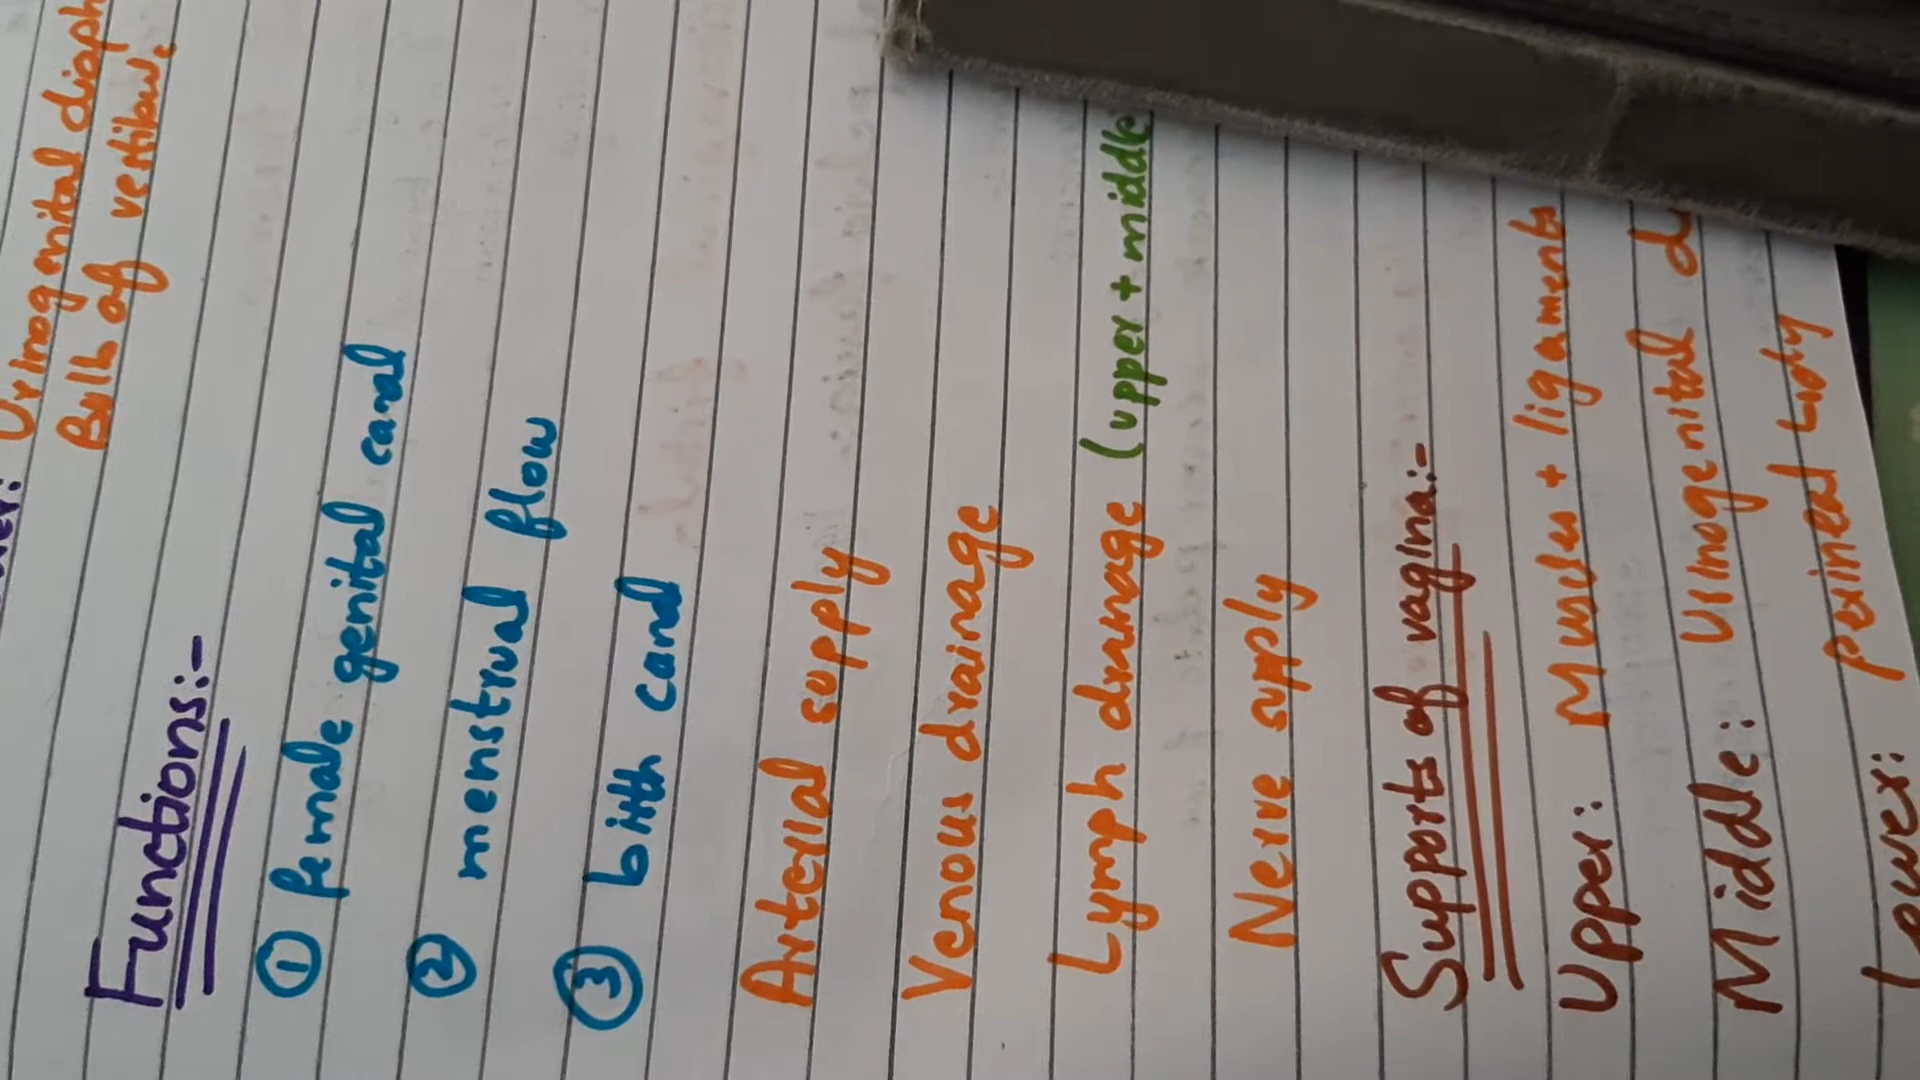 Urinogenital diaph
Bulb of vestibule
Functions:-
① female genital canal
② menstrual flow
③ birth canal
Arterial supply
Venous drainage
Lymph drainage (upper + middle
Nerve supply
Supports of vagina:-
Upper: Muscles + ligaments
Middle: Urinogenital d
Lower: perineal body